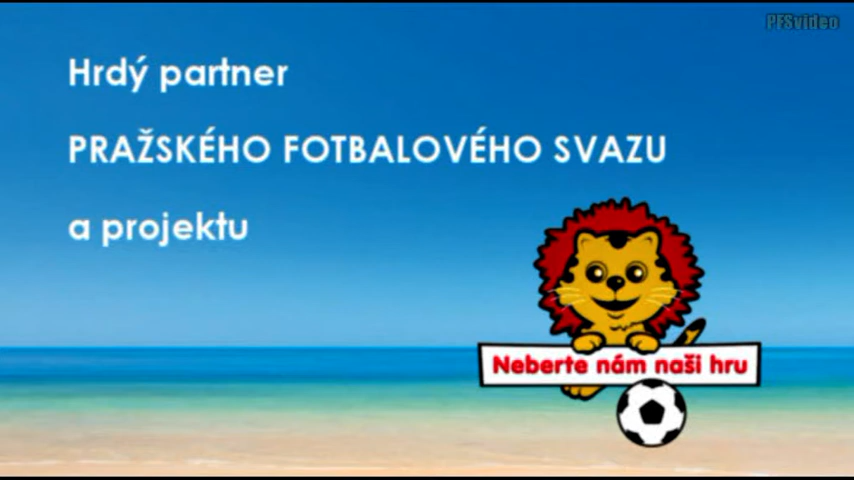 PFSvideo
Hrdý partner
PRAŽSKÉHO FOTBALOVÉHO SVAZU
a projektu
Neberte nám naši hru